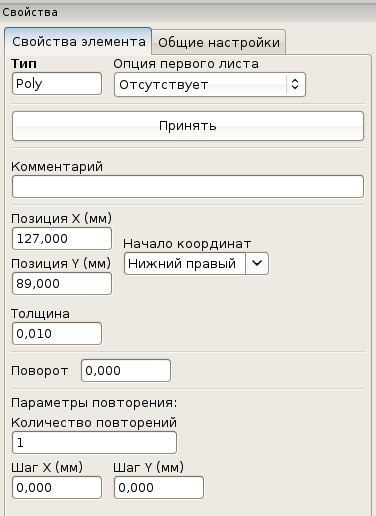 Свойства
Свойства элемента Общие настройки
Тип Опция первого листа
Poly Отсутствует
Принять
Комментарий
Позиция X (мм)
127,000
Начало координат
Позиция Y (мм) Нижний правый
89,000
Толщина
0,010
Поворот 0,000
Параметры повторения:
Количество повторений
1
Шаг X (мм) Шаг Y (мм)
0,000 0,000